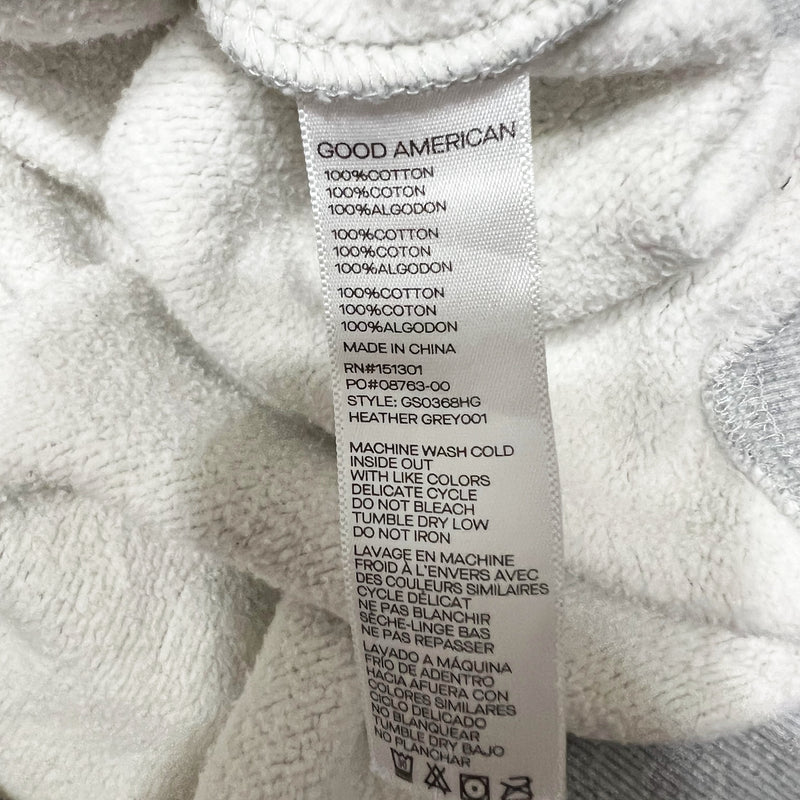 GOOD AMERICAN
100%COTTON
100%COTON
100%ALGODON
100%COTTON
100%COTON
100%ALGODON
100%COTTON
100%COTON
100%ALGODON
MADE IN CHINA
RN#151301
PO#08763-00
STYLE: GS0368HG
HEATHER GREY001
MACHINE WASH COLD
INSIDE OUT
WITH LIKE COLORS
DELICATE CYCLE
DO NOT BLEACH
TUMBLE DRY LOW
DO NOT IRON
LAVAGE EN MACHINE
FROID À L'ENVERS AVEC
DES COULEURS SIMILAIRES
CYCLE DÉLICAT
NE PAS BLANCHIR
SÈCHE-LINGE BAS
NE PAS REPASSER
LAVADO A MÁQUINA
FRÍO DE ADENTRO
HACIA AFUERA CON
COLORES SIMILARES
CICLO DELICADO
NO BLANQUEAR
TUMBLE DRY BAJO
NO PLANCHAR